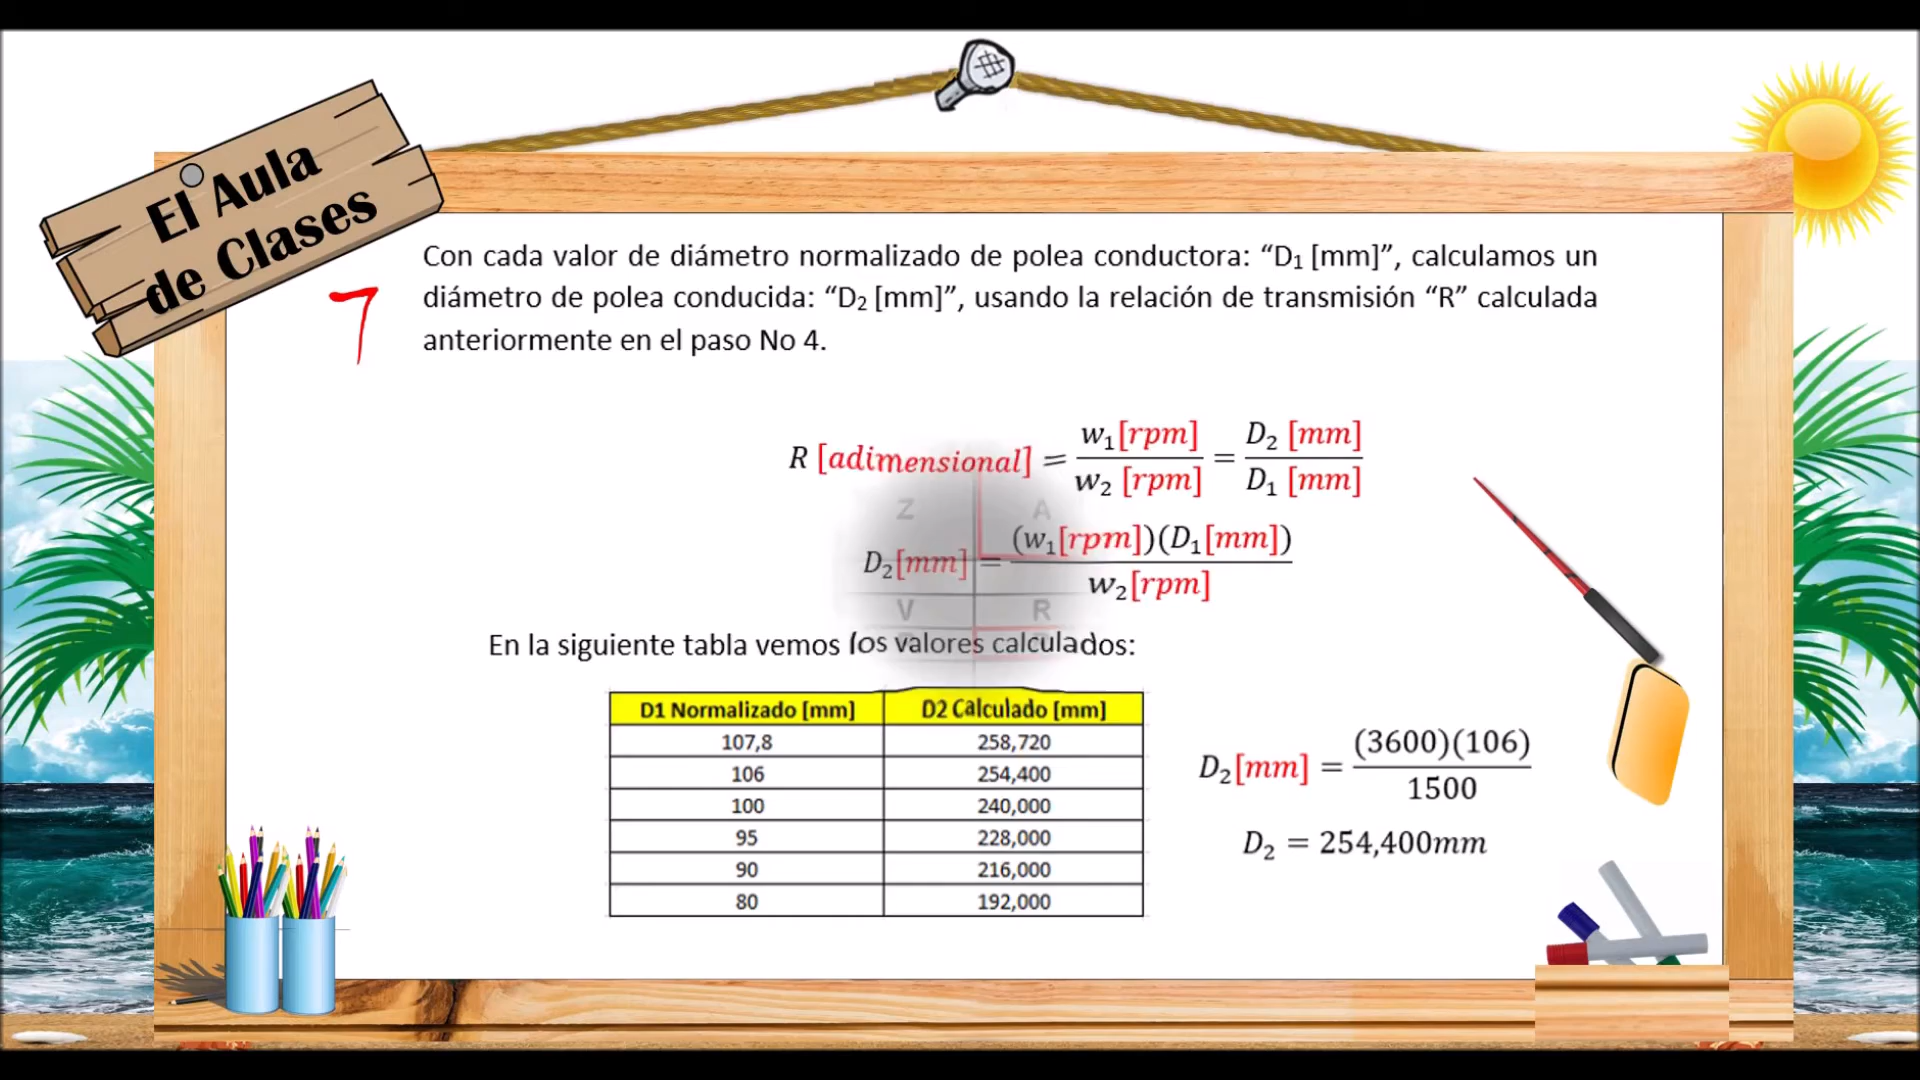 El Aula
de Clases
7
Con cada valor de diámetro normalizado de polea conductora: “D₁ [mm]”, calculamos un
diámetro de polea conducida: “D₂ [mm]”, usando la relación de transmisión “R” calculada
anteriormente en el paso No 4.
R [adimensional] = w₁[rpm] / w₂ [rpm] = D₂ [mm] / D₁ [mm]
Z A
D₂[mm] = (w₁[rpm])(D₁[mm]) / w₂[rpm]
V R
En la siguiente tabla vemos los valores calculados:
D1 Normalizado [mm] D2 Calculado [mm]
107,8 258,720
106 254,400
100 240,000
95 228,000
90 216,000
80 192,000
D₂[mm] = (3600)(106) / 1500
D₂ = 254,400mm